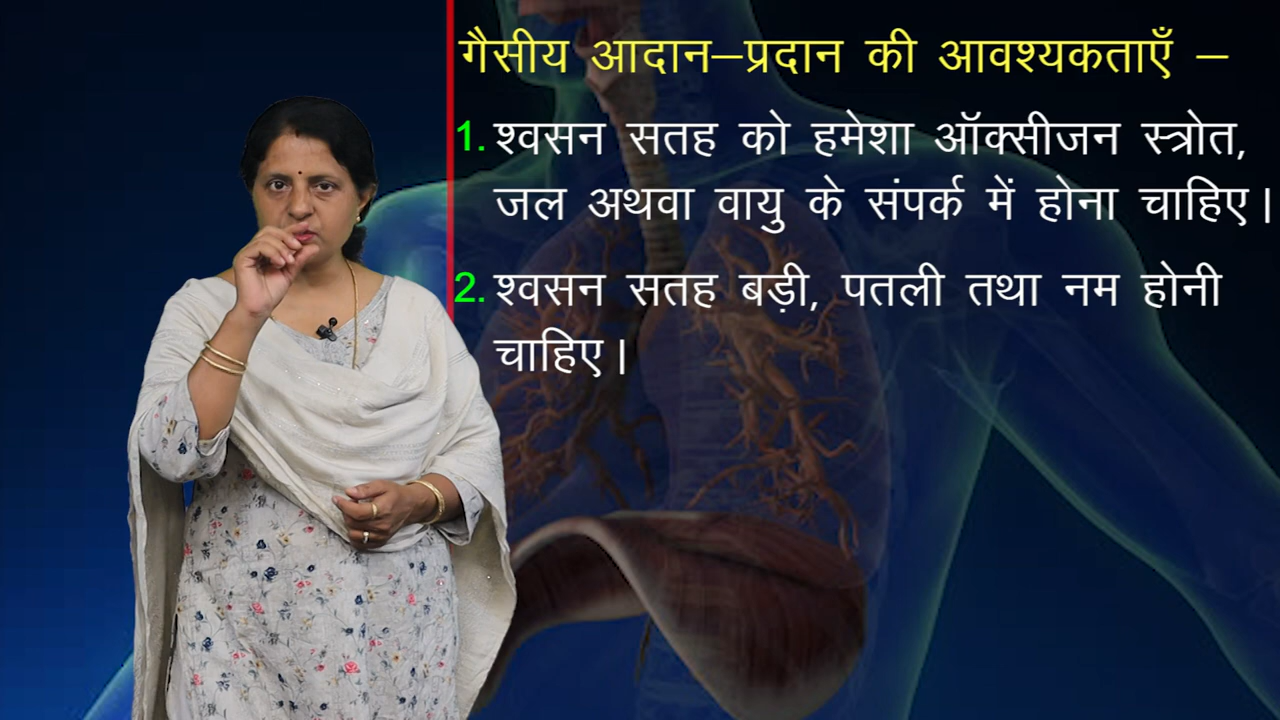 गैसीय आदान–प्रदान की आवश्यकताएँ –
1. श्वसन सतह को हमेशा ऑक्सीजन स्त्रोत,
जल अथवा वायु के संपर्क में होना चाहिए।
2. श्वसन सतह बड़ी, पतली तथा नम होनी
चाहिए।